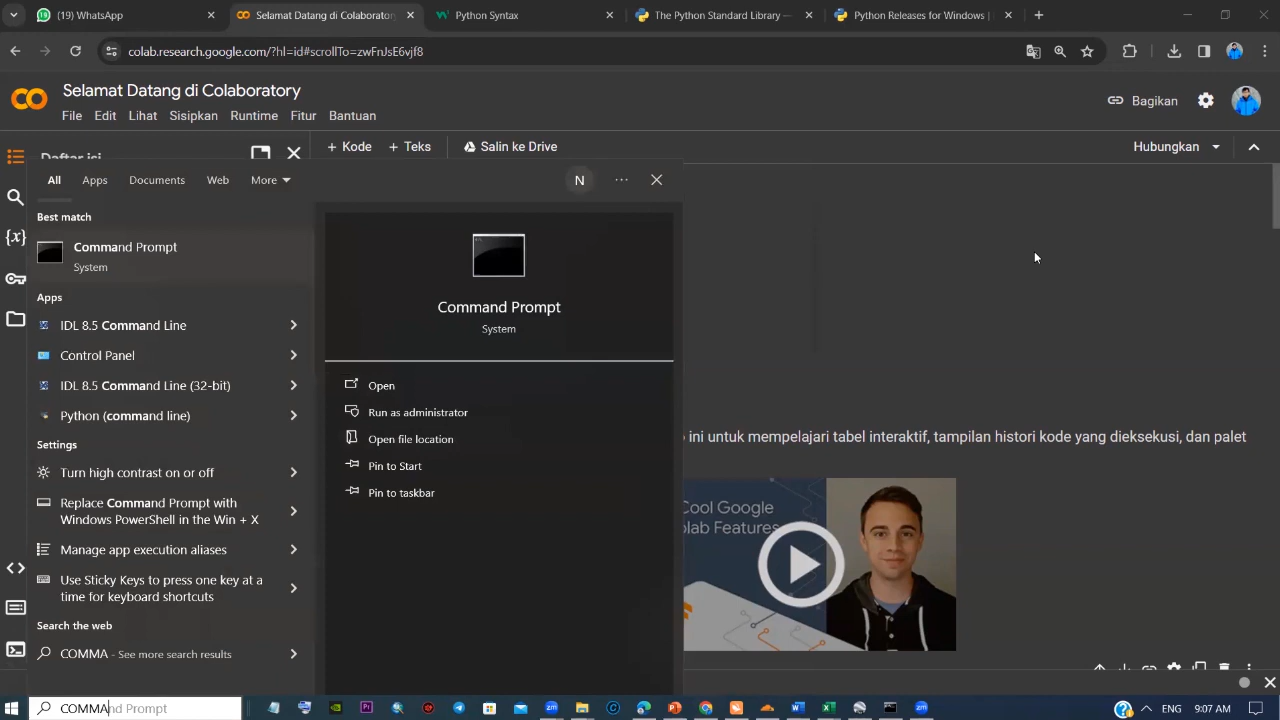 (19) WhatsApp
Selamat Datang di Colaboratory
Python Syntax
The Python Standard Library —
Python Releases for Windows |
colab.research.google.com/?hl=id#scrollTo=zwFnJsE6vjf8
Selamat Datang di Colaboratory
File Edit Lihat Sisipkan Runtime Fitur Bantuan
Bagikan
Daftar isi
+ Kode + Teks Salin ke Drive
Hubungkan
All Apps Documents Web More
N
Best match
Command Prompt
System
Apps
IDL 8.5 Command Line
Control Panel
IDL 8.5 Command Line (32-bit)
Python (command line)
Settings
Turn high contrast on or off
Replace Command Prompt with
Windows PowerShell in the Win + X
Manage app execution aliases
Use Sticky Keys to press one key at a
time for keyboard shortcuts
Search the web
COMMA - See more search results
Command Prompt
System
Open
Run as administrator
Open file location
Pin to Start
Pin to taskbar
ini untuk mempelajari tabel interaktif, tampilan histori kode yang dieksekusi, dan palet
Cool Google
olab Features
COMMAnd Prompt
ENG 9:07 AM